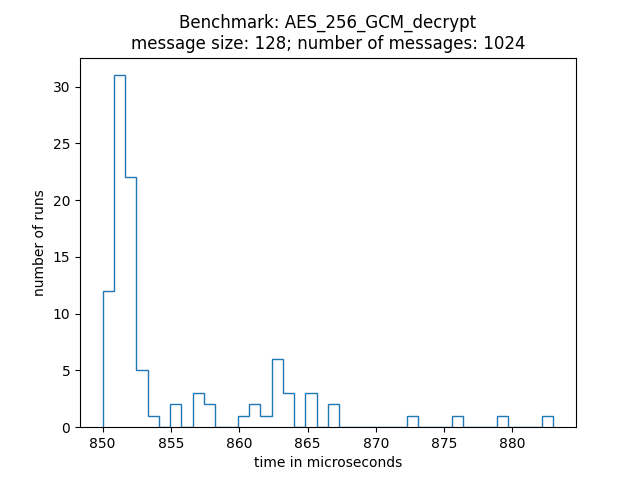 Benchmark: AES_256_GCM_decrypt
message size: 128; number of messages: 1024
30
25
20
15
10
5
0
number of runs
850 855 860 865 870 875 880
time in microseconds